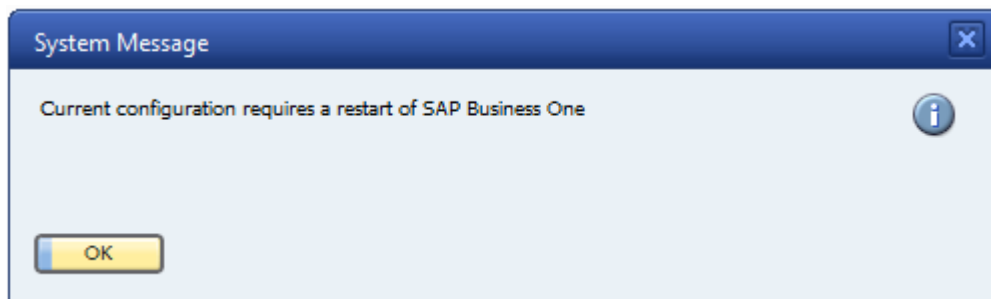 System Message
Current configuration requires a restart of SAP Business One
OK